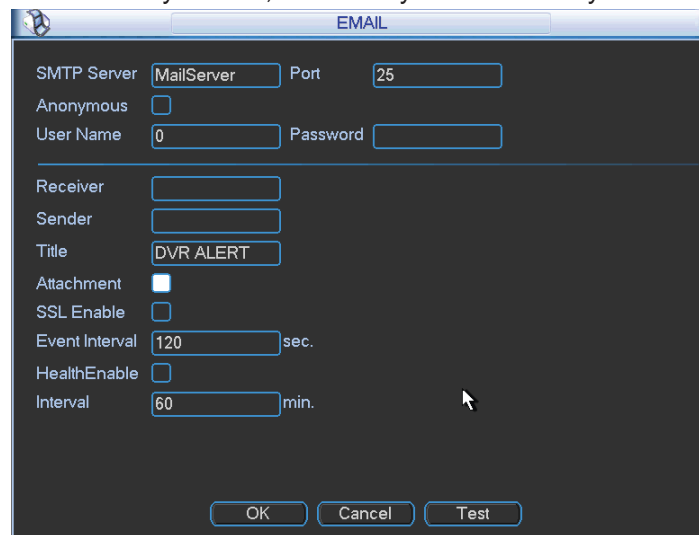 EMAIL
SMTP Server MailServer Port 25
Anonymous
User Name 0 Password
Receiver
Sender
Title DVR ALERT
Attachment
SSL Enable
Event Interval 120 sec.
HealthEnable
Interval 60 min.
OK Cancel Test